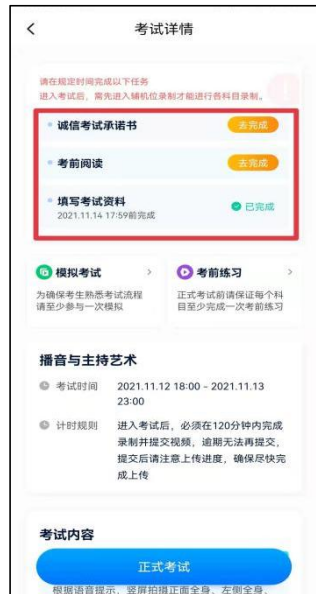 考试详情
请在规定时间完成以下任务
进入考试后，需先进入辅机位录制才能进行各科目录制。
诚信考试承诺书
去完成
考前阅读
去完成
填写考试资料
2021.11.14 17:59前完成
已完成
模拟考试
为确保考生熟悉考试流程
请至少参与一次模拟
考前练习
正式考试前请保证每个科
目至少完成一次考前练习
播音与主持艺术
考试时间 2021.11.12 18:00 - 2021.11.13
23:00
计时规则 进入考试后，必须在120分钟内完成
录制并提交视频，逾期无法再提交，
提交后请注意上传进度，确保尽快完
成上传
考试内容
正式考试
根据语音提示，竖屏拍摄正面全身、左侧全身、